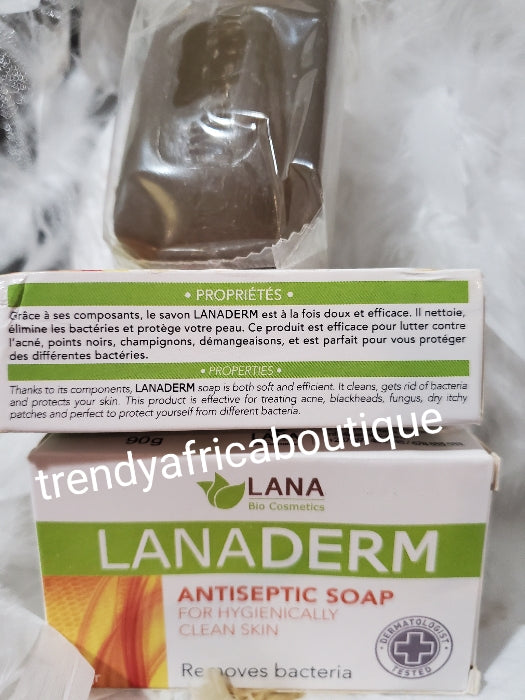 • PROPRIÉTÉS •
Grâce à ses composants, le savon LANADERM est à la fois doux et efficace. Il nettoie,
élimine les bactéries et protège votre peau. Ce produit est efficace pour lutter contre
l'acné, points noirs, champignons, démangeaisons, et est parfait pour vous protéger
des différentes bactéries.
• PROPERTIES •
Thanks to its components, LANADERM soap is both soft and efficient. It cleans, gets rid of bacteria
and protects your skin. This product is effective for treating acne, blackheads, fungus, dry itchy
patches and perfect to protect yourself from different bacteria.
90g
trendyafricaboutique
LANA
Bio Cosmetics
LANADERM
ANTISEPTIC SOAP
FOR HYGIENICALLY
CLEAN SKIN
DERMATOLOGIST
TESTED
Removes bacteria